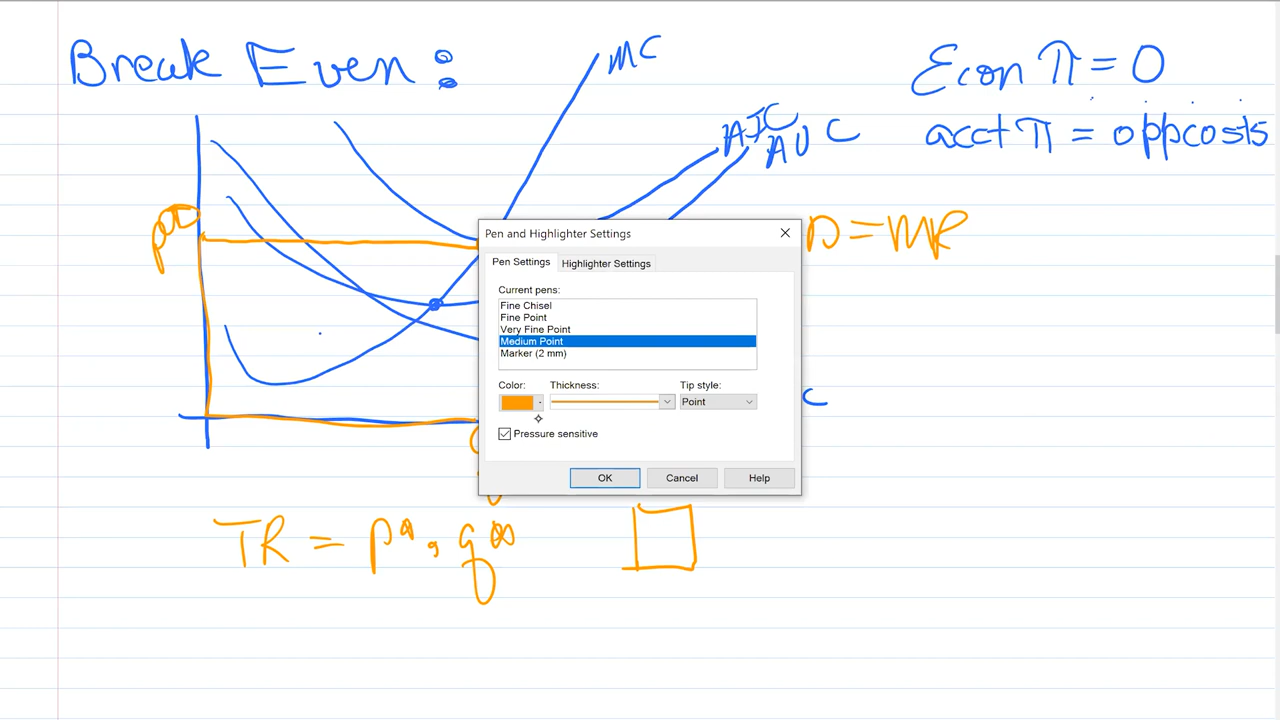 Break Even:
MC
Econ π = 0
ATC
AVC
acct π = opp costs
p*
D = MR
Pen and Highlighter Settings
Pen Settings
Highlighter Settings
Current pens:
Fine Chisel
Fine Point
Very Fine Point
Medium Point
Marker (2 mm)
Color:
Thickness:
Tip style:
Point
Pressure sensitive
OK
Cancel
Help
C
TR = p*. q*